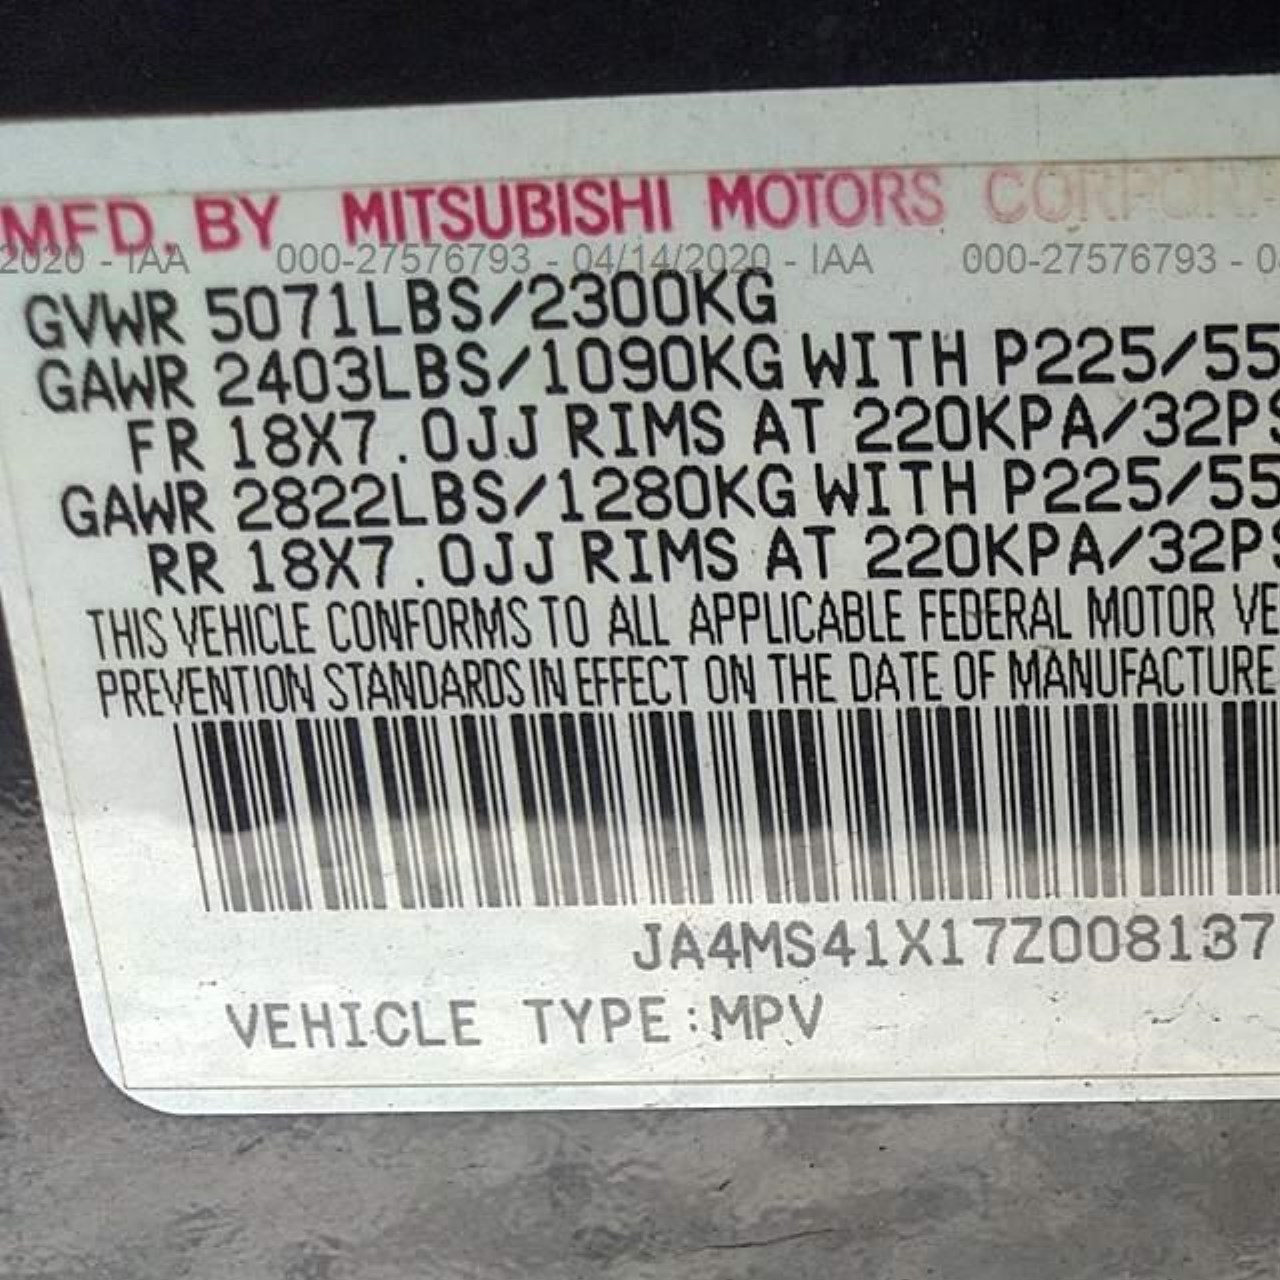 MFD. BY MITSUBISHI MOTORS CORPORA
2020 - IAA 000-27576793 - 04/14/2020 - IAA 000-27576793 - 0
GVWR 5071LBS/2300KG
GAWR 2403LBS/1090KG WITH P225/55
FR 18X7.0JJ RIMS AT 220KPA/32PS
GAWR 2822LBS/1280KG WITH P225/55
RR 18X7.0JJ RIMS AT 220KPA/32PS
THIS VEHICLE CONFORMS TO ALL APPLICABLE FEDERAL MOTOR VE
PREVENTION STANDARDS IN EFFECT ON THE DATE OF MANUFACTURE
JA4MS41X17Z008137
VEHICLE TYPE:MPV